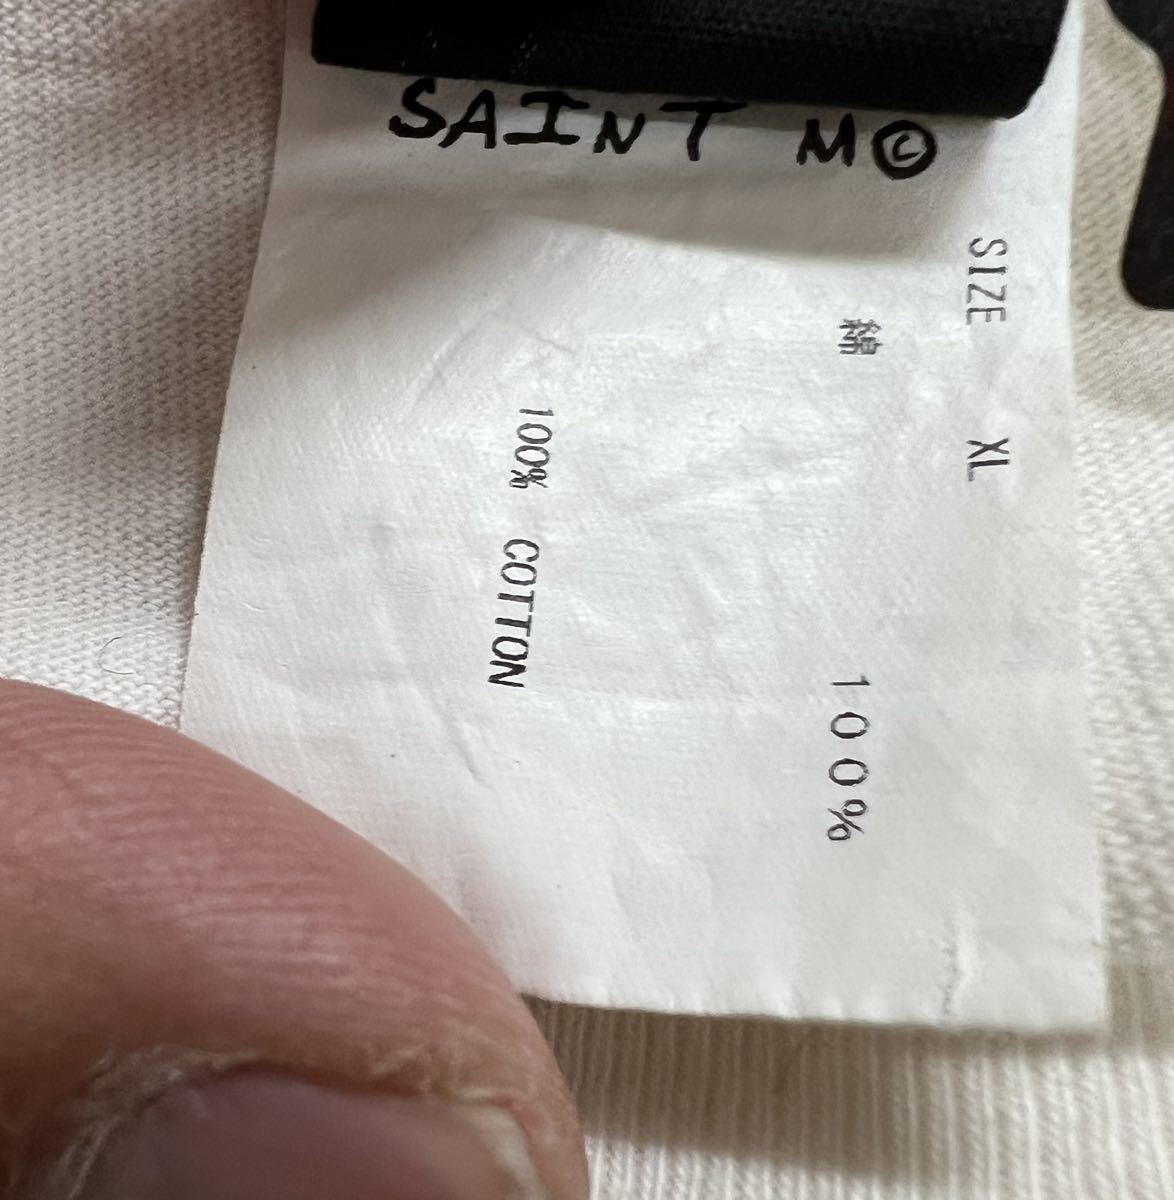 SAINT M©
SIZE XL
綿 100%
100% COTTON